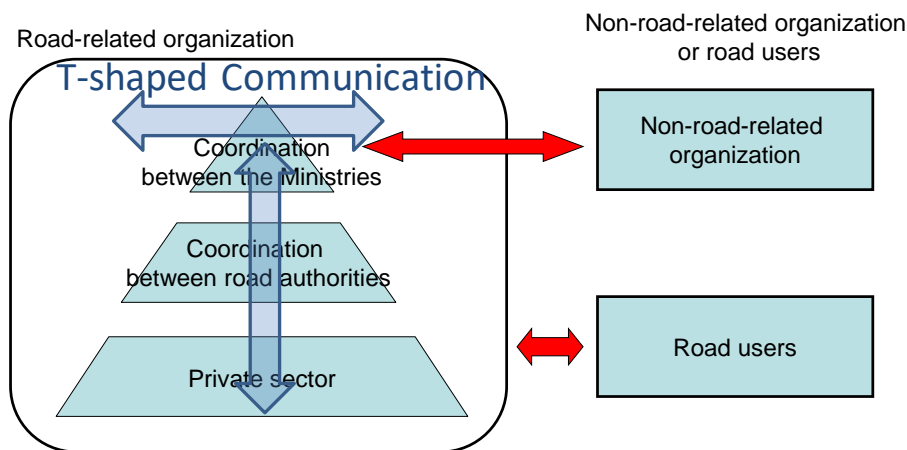 Road-related organization
Non-road-related organization
or road users
T-shaped Communication
Coordination
between the Ministries
Non-road-related
organization
Coordination
between road authorities
Private sector
Road users